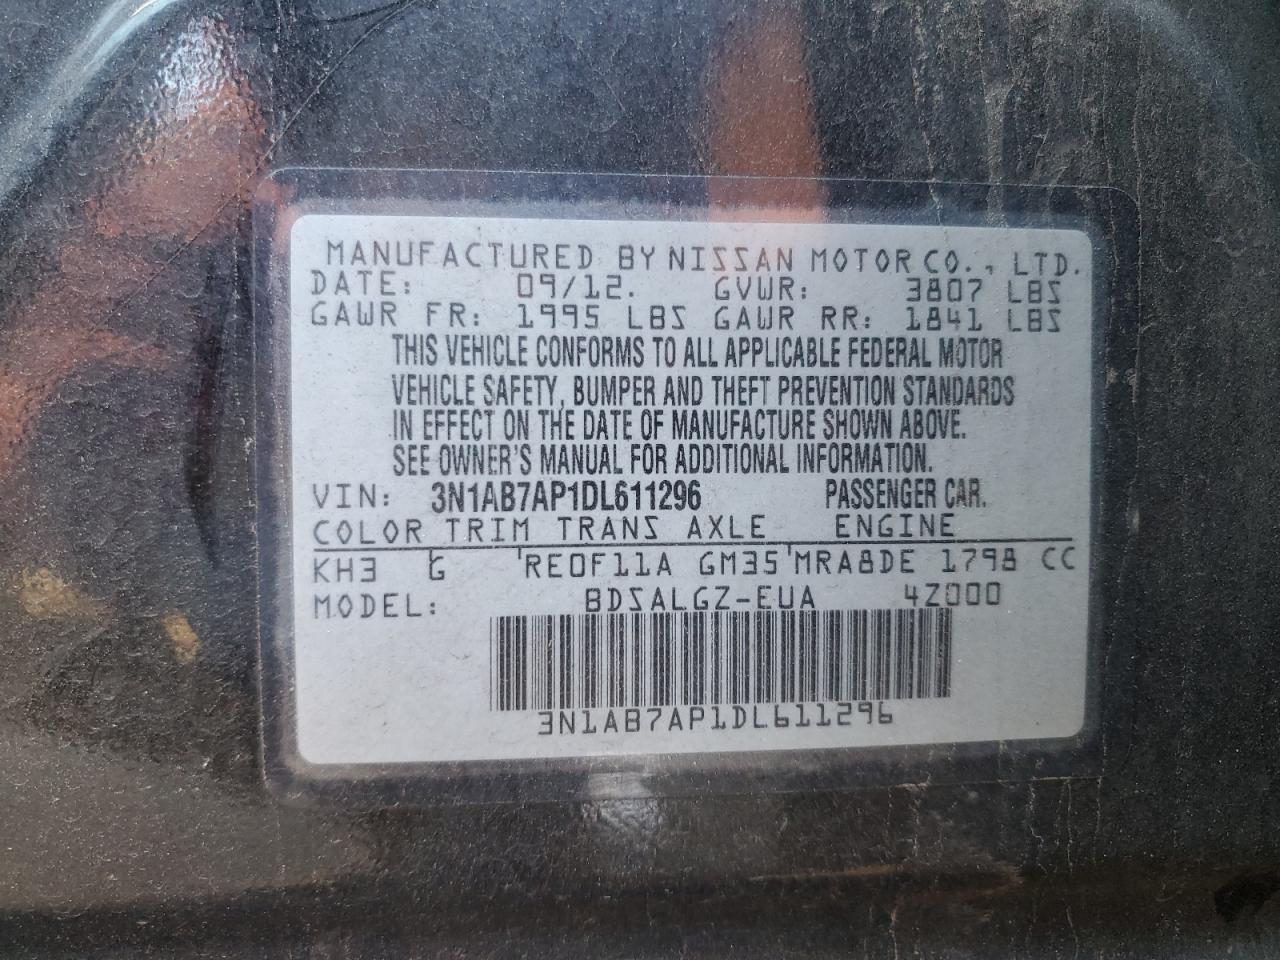 MANUFACTURED BY NISSAN MOTOR CO., LTD.
DATE: 09/12. GVWR: 3807 LBS
GAWR FR: 1995 LBS GAWR RR: 1841 LBS
THIS VEHICLE CONFORMS TO ALL APPLICABLE FEDERAL MOTOR
VEHICLE SAFETY, BUMPER AND THEFT PREVENTION STANDARDS
IN EFFECT ON THE DATE OF MANUFACTURE SHOWN ABOVE.
SEE OWNER'S MANUAL FOR ADDITIONAL INFORMATION.
VIN: 3N1AB7AP1DL611296 PASSENGER CAR.
COLOR TRIM TRANS AXLE ENGINE
KH3 G RE0F11A GM35 MRA8DE 1798 CC
MODEL: BDSALGZ-EUA 4Z000
3N1AB7AP1DL611296